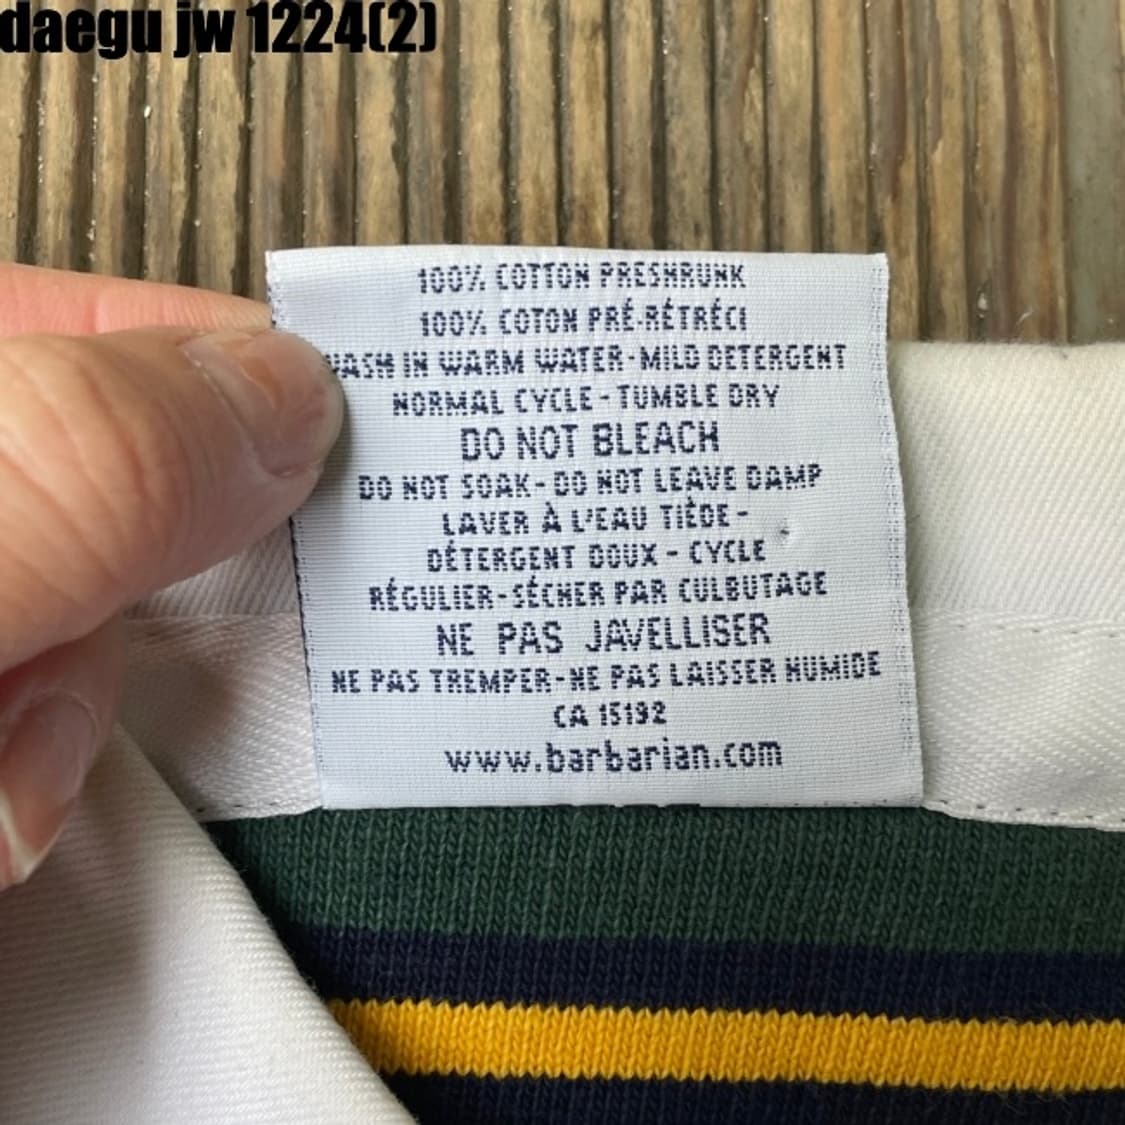 daegu jw 1224(2)
100% COTTON PRESHRUNK
100% COTON PRÉ-RÉTRÉCI
WASH IN WARM WATER-MILD DETERGENT
NORMAL CYCLE-TUMBLE DRY
DO NOT BLEACH
DO NOT SOAK-DO NOT LEAVE DAMP
LAVER À L'EAU TIÈDE-
DÉTERGENT DOUX - CYCLE
RÉGULIER-SÉCHER PAR CULBUTAGE
NE PAS JAVELLISER
NE PAS TREMPER-NE PAS LAISSER HUMIDE
CA 15192
www.barbarian.com